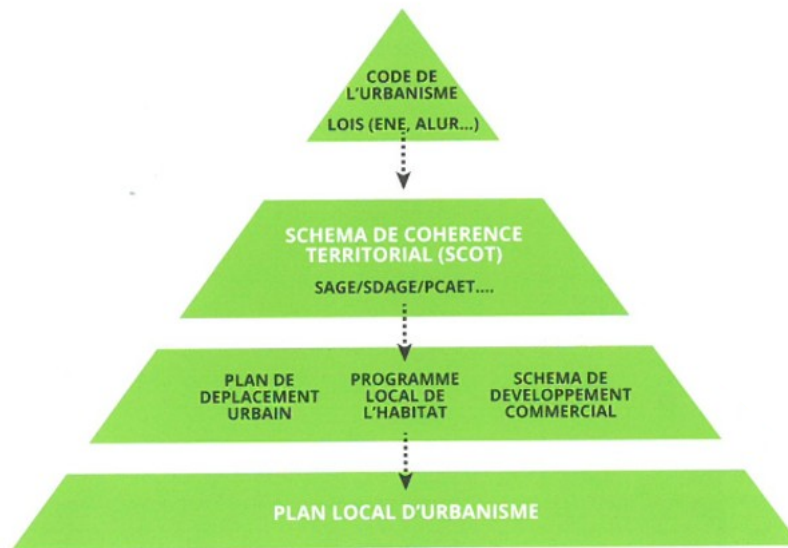 CODE DE
L'URBANISME
LOIS (ENE, ALUR...)
SCHEMA DE COHERENCE
TERRITORIAL (SCOT)
SAGE/SDAGE/PCAET....
PLAN DE
DEPLACEMENT
URBAIN
PROGRAMME
LOCAL DE
L'HABITAT
SCHEMA DE
DEVELOPPEMENT
COMMERCIAL
PLAN LOCAL D'URBANISME